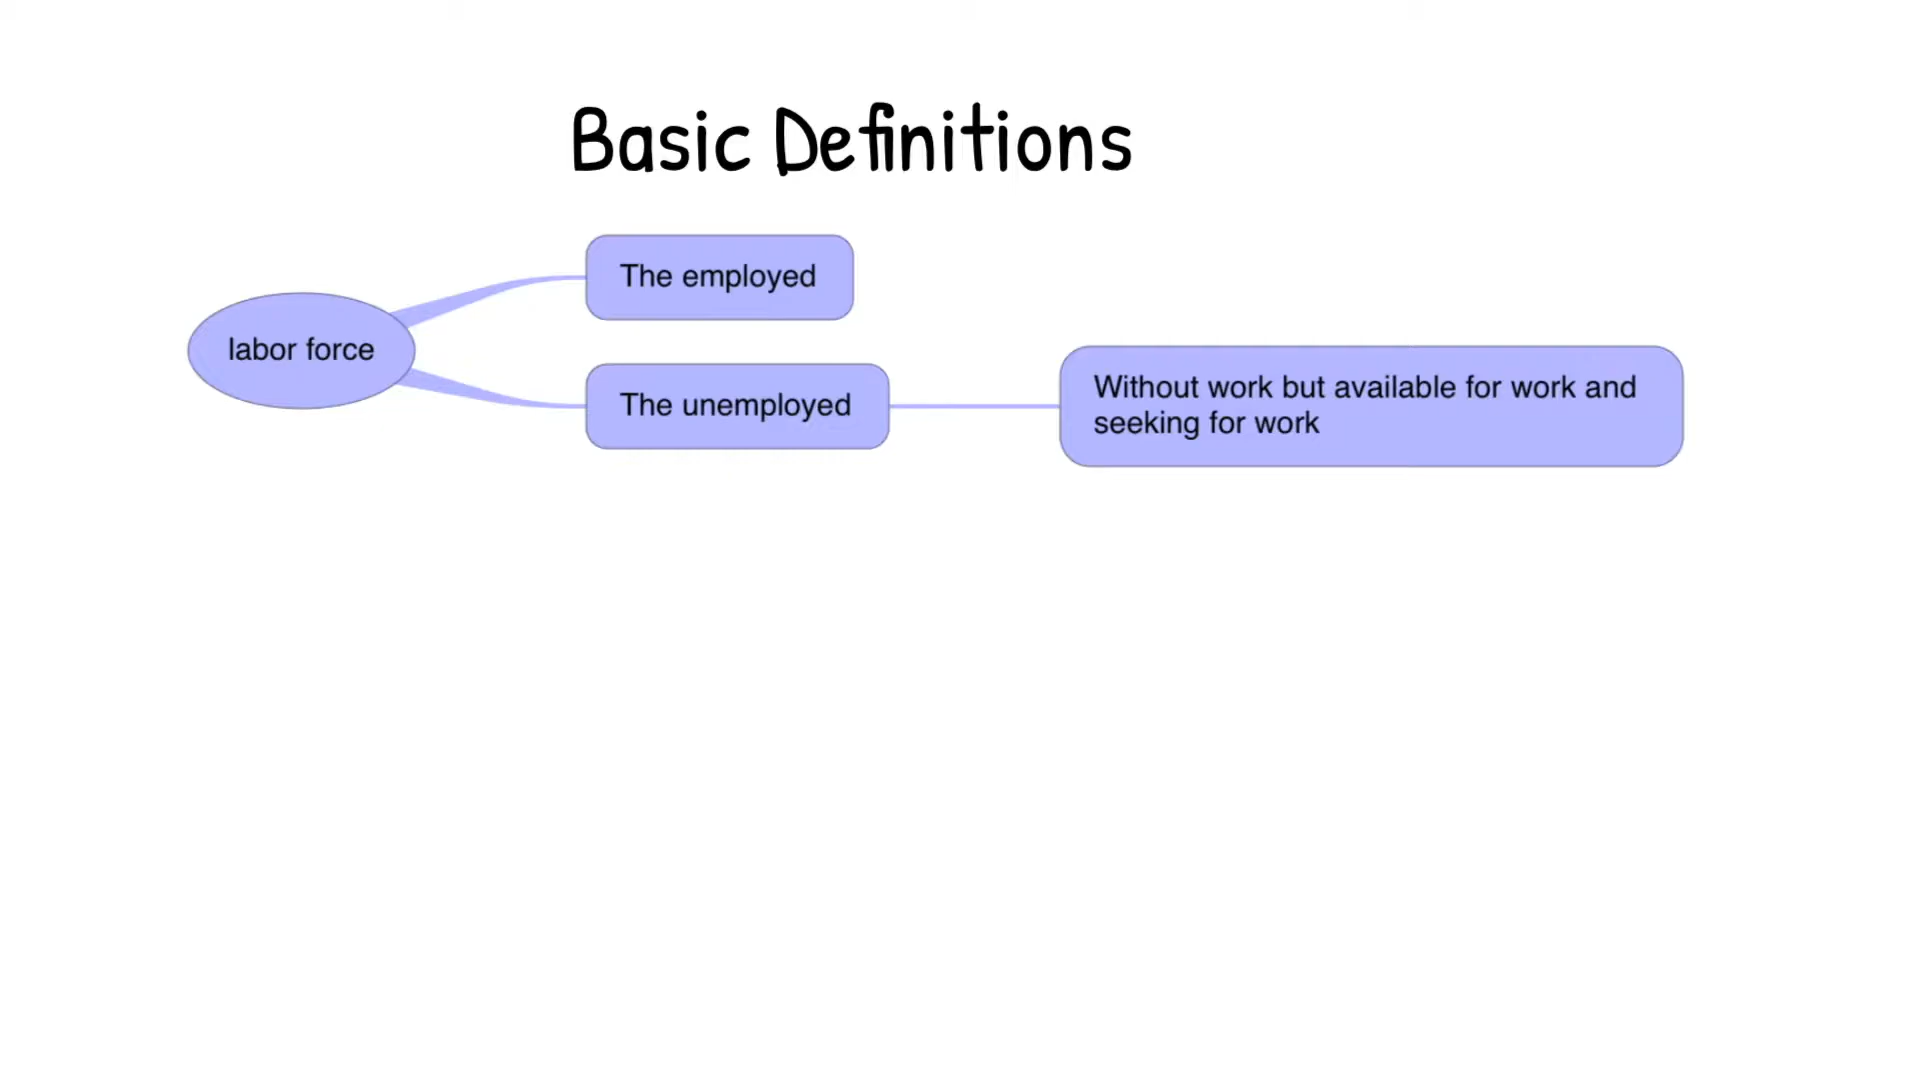 Basic Definitions
The employed
labor force
The unemployed
Without work but available for work and
seeking for work